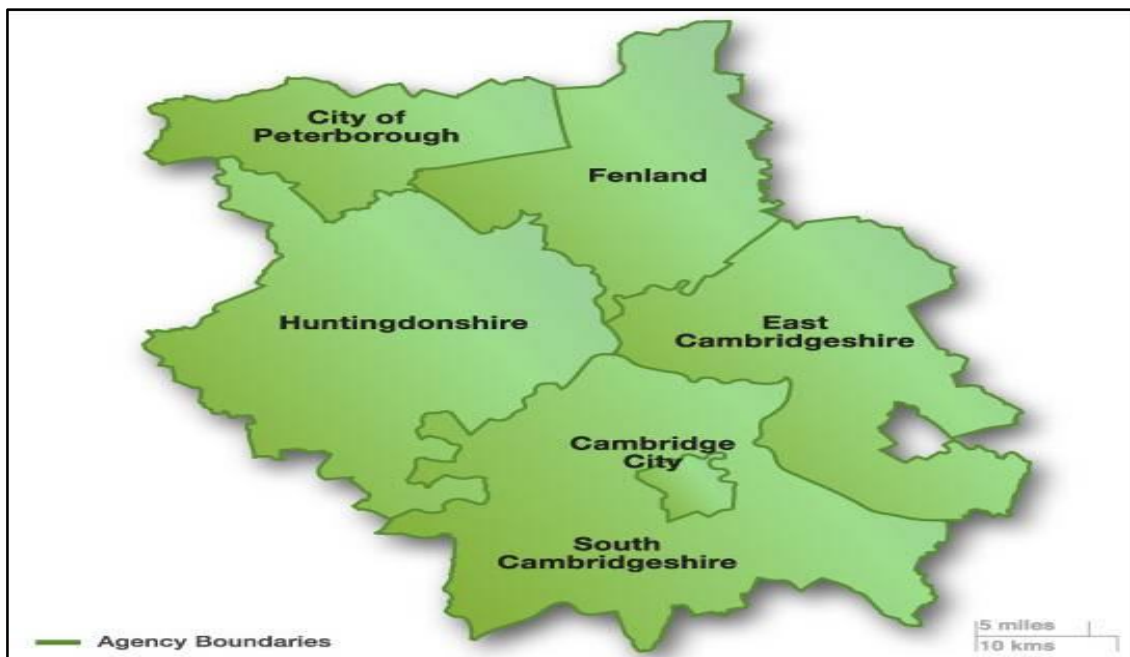 City of
Peterborough
Fenland
Huntingdonshire
East
Cambridgeshire
Cambridge
City
South
Cambridgeshire
Agency Boundaries
5 miles
10 kms